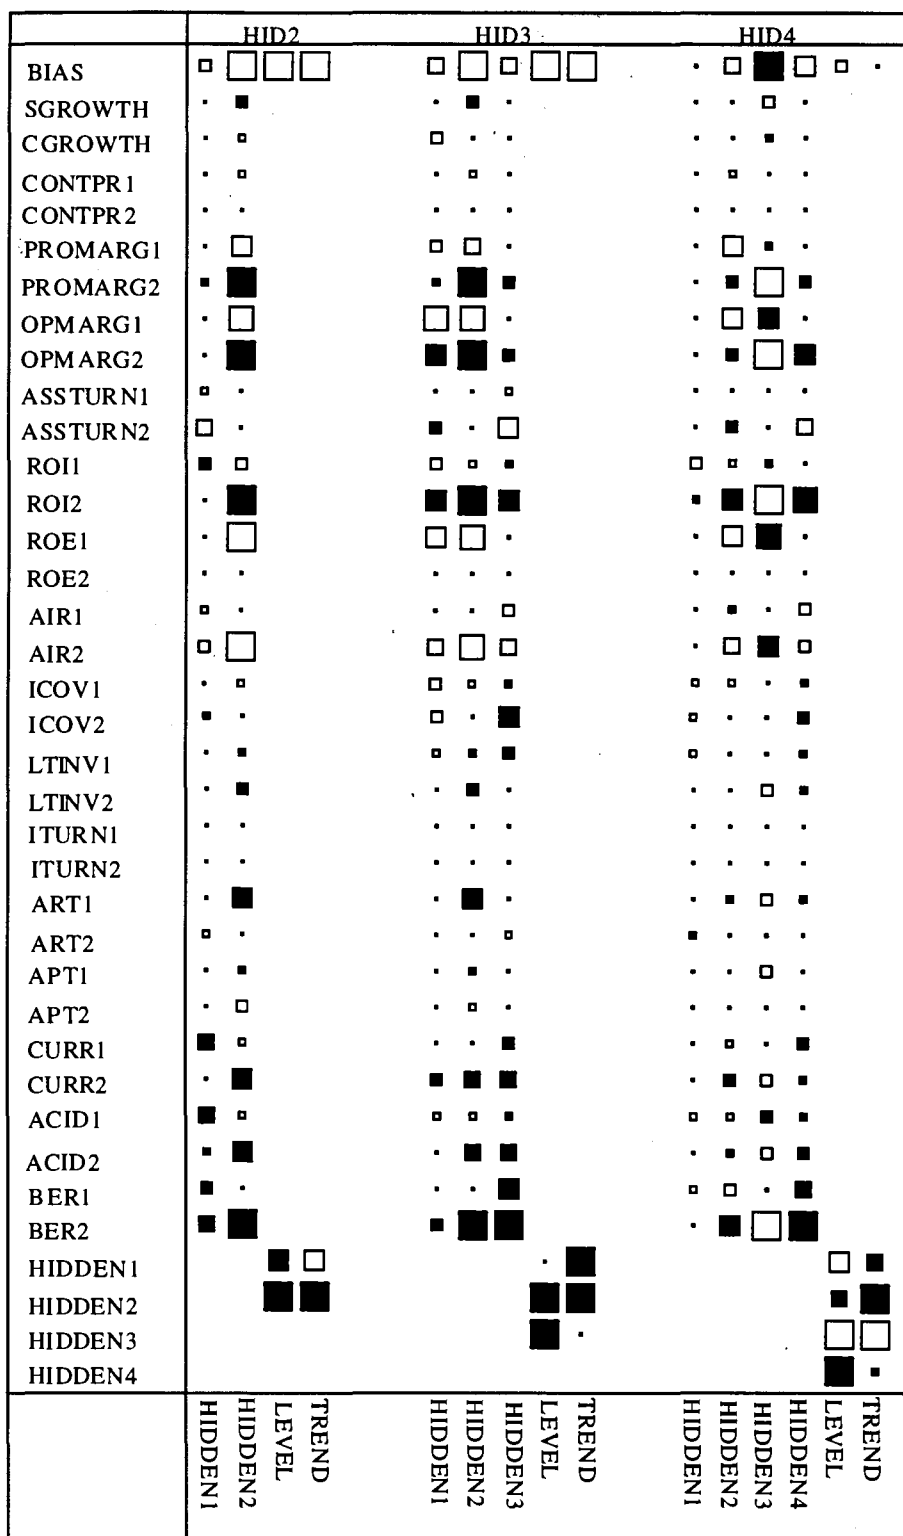 HID2 HID3 HID4
BIAS
SGROWTH
CGROWTH
CONTPR1
CONTPR2
PROMARG1
PROMARG2
OPMARG1
OPMARG2
ASSTURN1
ASSTURN2
ROI1
ROI2
ROE1
ROE2
AIR1
AIR2
ICOV1
ICOV2
LTINV1
LTINV2
ITURN1
ITURN2
ART1
ART2
APT1
APT2
CURR1
CURR2
ACID1
ACID2
BER1
BER2
HIDDEN1
HIDDEN2
HIDDEN3
HIDDEN4
HIDDEN1
HIDDEN2
LEVEL
TREND
HIDDEN1
HIDDEN2
HIDDEN3
LEVEL
TREND
HIDDEN1
HIDDEN2
HIDDEN3
HIDDEN4
LEVEL
TREND